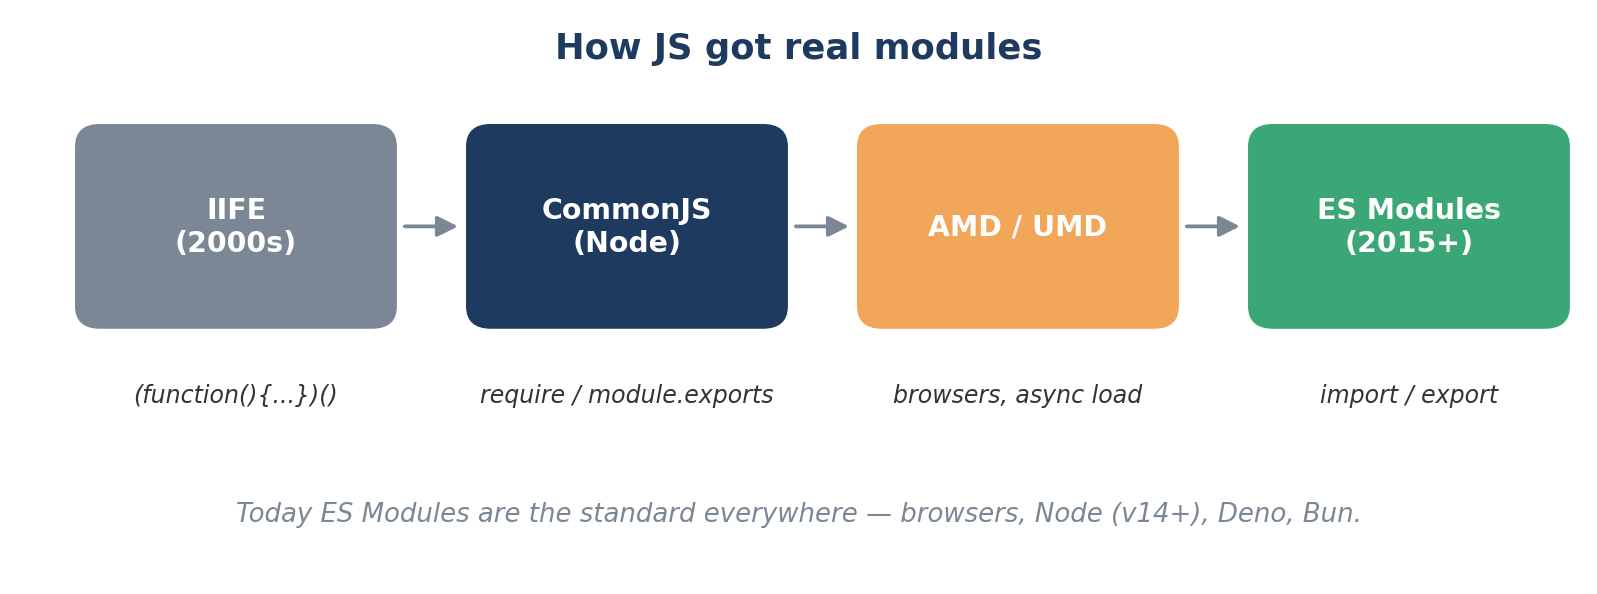 How JS got real modules
IIFE
(2000s)
CommonJS
(Node)
AMD / UMD
ES Modules
(2015+)
(function(){...})()
require / module.exports
browsers, async load
import / export
Today ES Modules are the standard everywhere — browsers, Node (v14+), Deno, Bun.